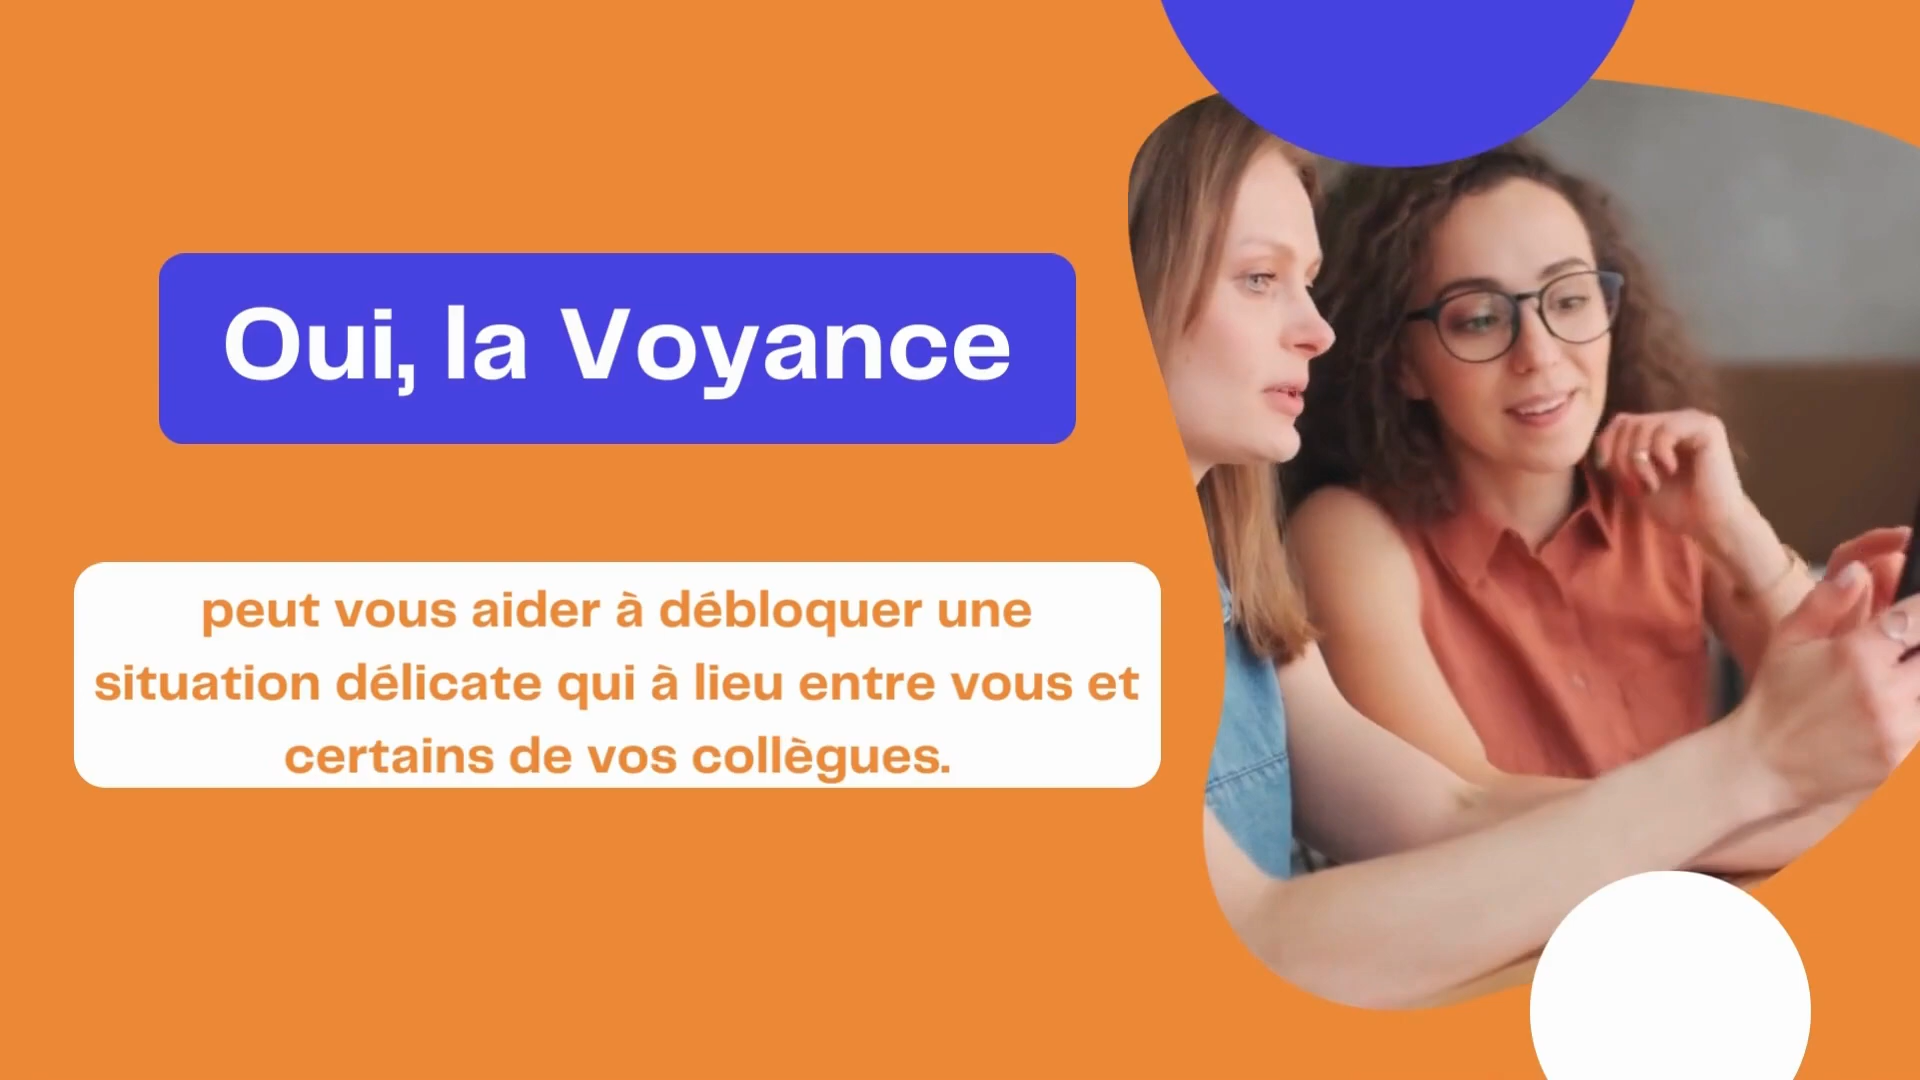 Oui, la Voyance
peut vous aider à débloquer une
situation délicate qui à lieu entre vous et
certains de vos collègues.